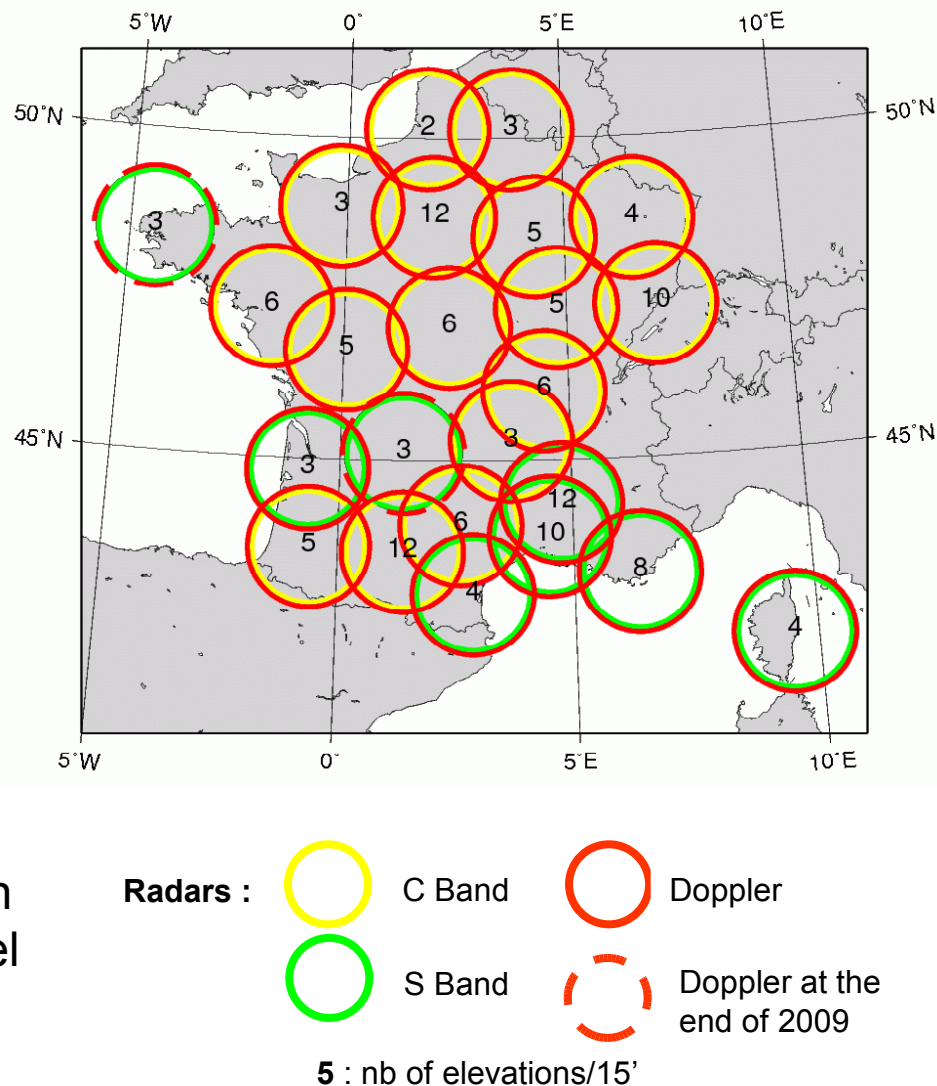 5°W 0° 5°E 10°E
50°N 50°N
2 3
3 12 5 4
3
6 5 6 5 10
6
45°N 45°N
3 3 3
12
6 10
5 12 8
4
4
5°W 0° 5°E 10°E
n
el
Radars :
C Band
Doppler
S Band
Doppler at the
end of 2009
5 : nb of elevations/15’